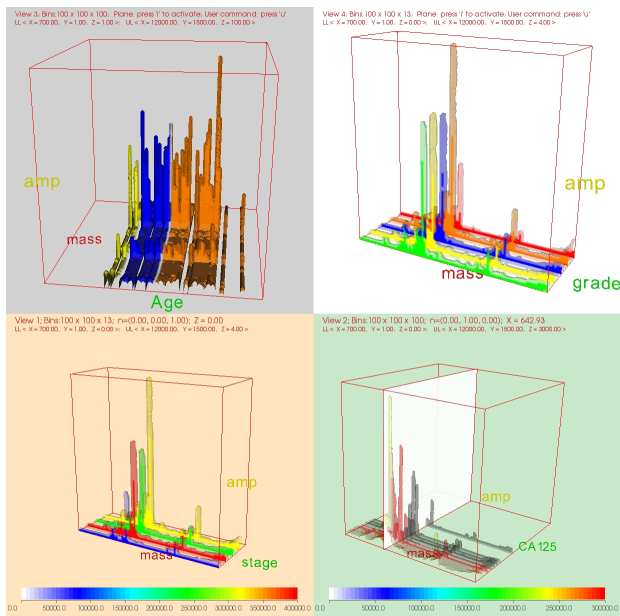 View 3: Bins: 100 x 100 x 100;  Plane: press 'i' to activate: User command: press 'u'
LL < X = 700.00,  Y = 1.00,  Z = 1.00 >:  UL < X = 12000.00,  Y = 1500.00,  Z = 100.00 >
amp
mass
Age
View 4: Bins: 100 x 100 x 13;  Plane: press 'i' to activate: User command: press 'u'
LL < X = 700.00,  Y = 1.00,  Z = 0.00 >:  UL < X = 12000.00,  Y = 1500.00,  Z = 4.00 >
amp
mass
grade
View 1; Bins:100 x 100 x 13;  n=(0.00, 0.00, 1.00); Z = 0.00
LL < X = 700.00,  Y = 1.00,  Z = 0.00 >:  UL < X = 12000.00,  Y = 1500.00,  Z = 4.00 >
amp
mass
stage
0.0 50000.0 100000.0 150000.0 200000.0 250000.0 300000.0 350000.0 400000.0
View 2; Bins: 100 x 100 x 100;  n=(0.00, 1.00, 0.00); X = 642.93
LL < X = 700.00,  Y = 1.00,  Z = 0.00 >:  UL < X = 12000.00,  Y = 1500.00,  Z = 3000.00 >
amp
mass
CA125
0.0 50000.0 100000.0 150000.0 200000.0 250000.0 300000.0